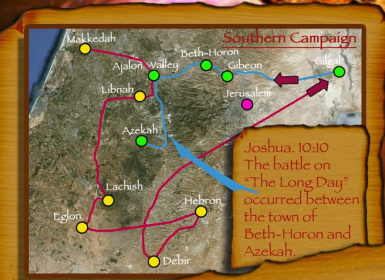 Southern Campaign
Makkedah
Beth-Horon
Ajalon Valley
Gibeon
Gilgal
Libnah
Jerusalem
Azekah
Lachish
Hebron
Eglon
Debir
Joshua. 10:10
The battle on
"The Long Day"
occurred between
the town of
Beth-Horon and
Azekah.